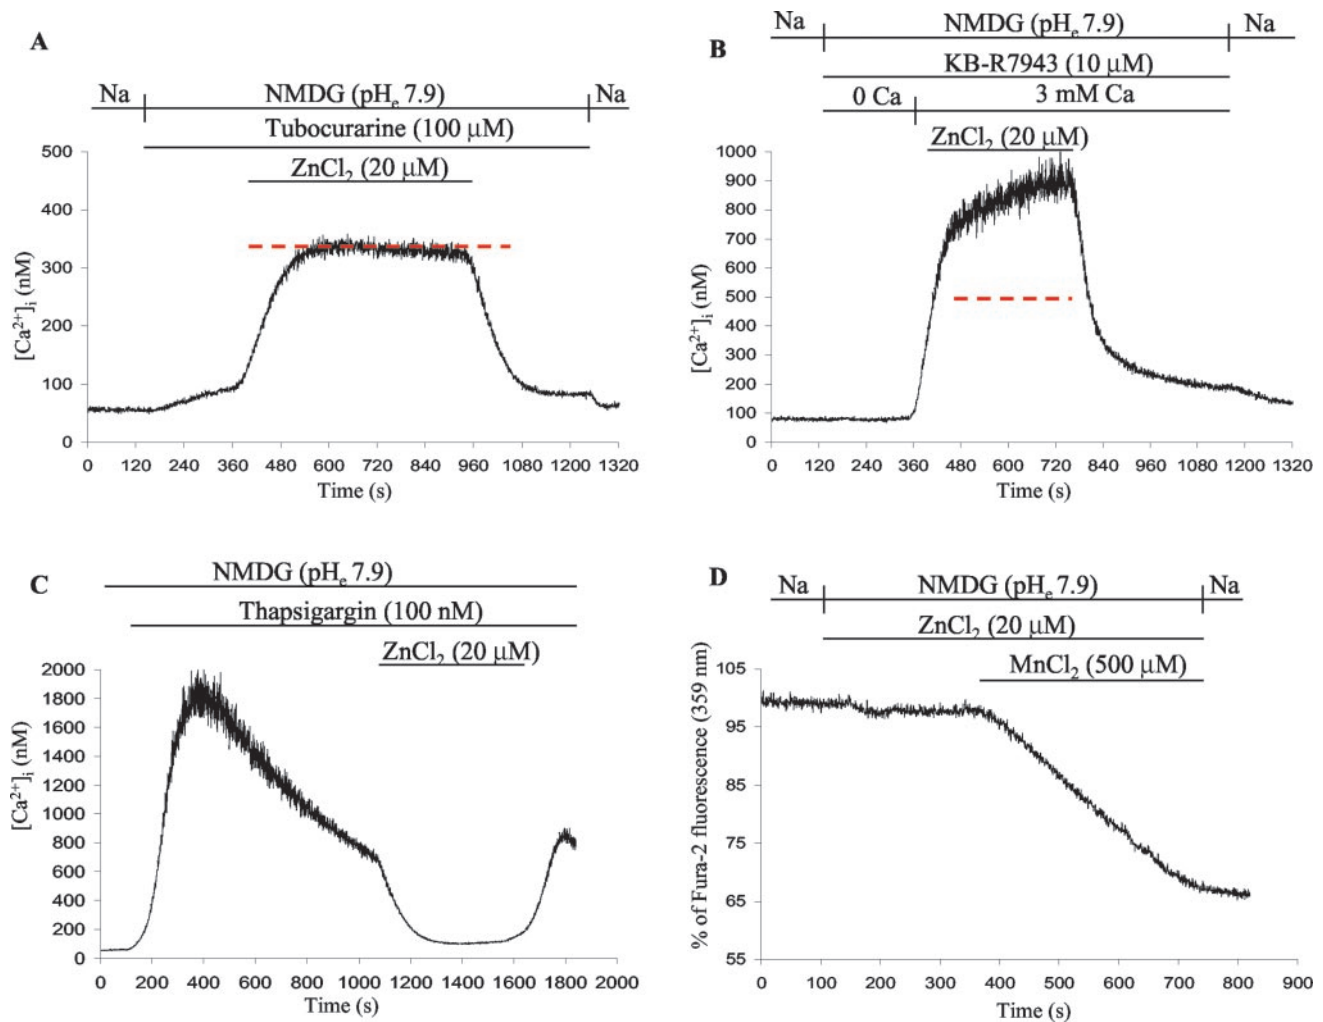 A
Na NMDG (pHe 7.9) Na
Tubocurarine (100 μM)
ZnCl2 (20 μM)
500
400
300
200
100
0
[Ca2+]i (nM)
0 120 240 360 480 600 720 840 960 1080 1200 1320
Time (s)
B
Na NMDG (pHe 7.9) Na
KB-R7943 (10 μM)
0 Ca 3 mM Ca
ZnCl2 (20 μM)
1000
900
800
700
600
500
400
300
200
100
0
[Ca2+]i (nM)
0 120 240 360 480 600 720 840 960 1080 1200 1320
Time (s)
C
NMDG (pHe 7.9)
Thapsigargin (100 nM)
ZnCl2 (20 μM)
2000
1800
1600
1400
1200
1000
800
600
400
200
0
[Ca2+]i (nM)
0 200 400 600 800 1000 1200 1400 1600 1800 2000
Time (s)
D
Na NMDG (pHe 7.9) Na
ZnCl2 (20 μM)
MnCl2 (500 μM)
105
95
85
75
65
55
% of Fura-2 fluorescence (359 nm)
0 100 200 300 400 500 600 700 800 900
Time (s)